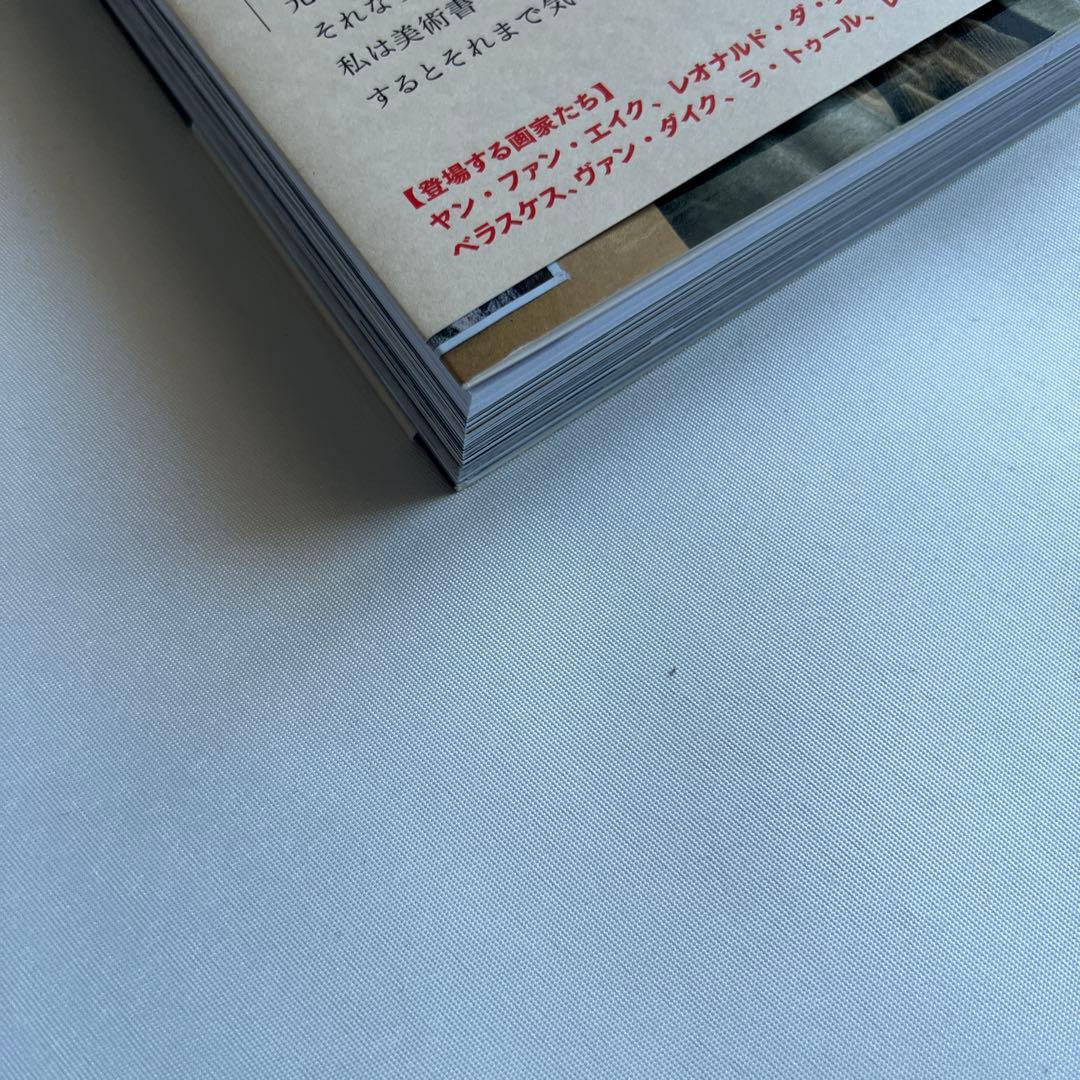 それな
私は美術書
するとそれまで気
【登場する画家たち】
ヤン・ファン・エイク、レオナルド・ダ・
ベラスケス、ヴァン・ダイク、ラ・トゥール、